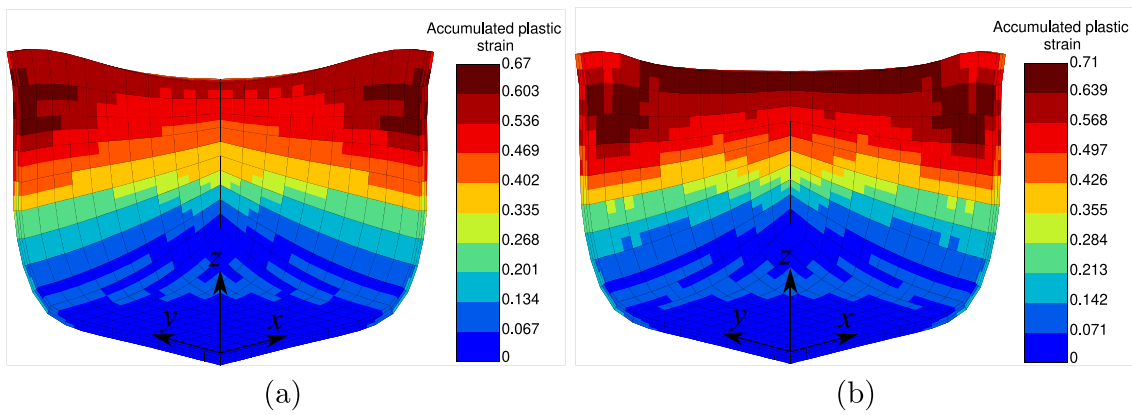 Accumulated plastic
strain
0.67
0.603
0.536
0.469
0.402
0.335
0.268
0.201
0.134
0.067
0
z
y
x
(a)
Accumulated plastic
strain
0.71
0.639
0.568
0.497
0.426
0.355
0.284
0.213
0.142
0.071
0
z
y
x
(b)